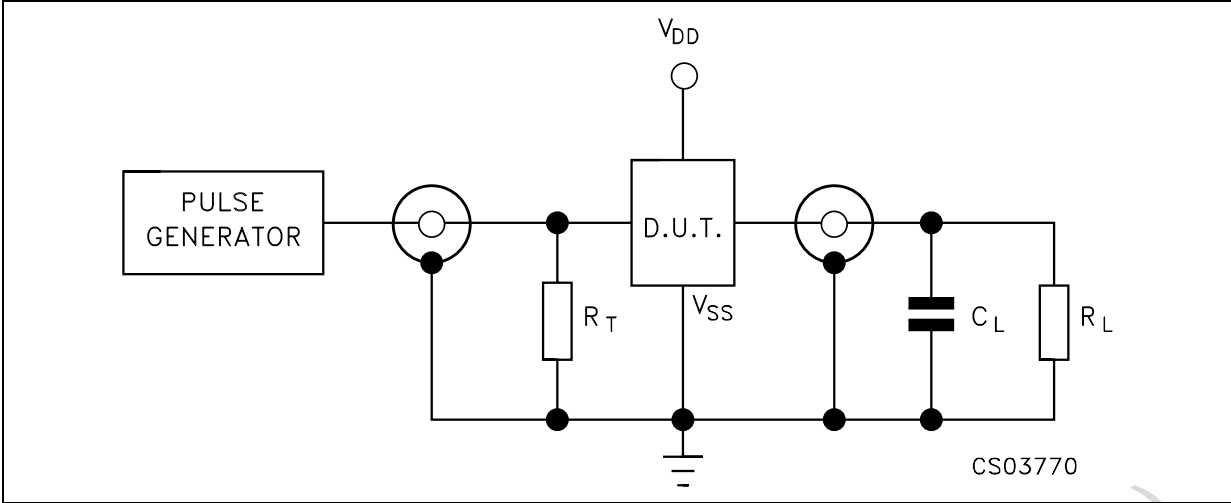 VDD
PULSE
GENERATOR
D.U.T.
VSS
RT
CL
RL
CS03770